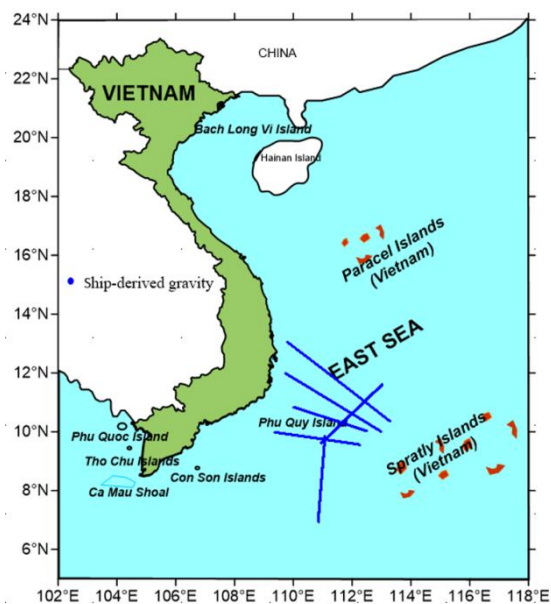 24°N
22°N
20°N
18°N
16°N
14°N
12°N
10°N
8°N
6°N
CHINA
VIETNAM
Bach Long Vi Island
Hainan Island
Paracel Islands
(Vietnam)
Ship-derived gravity
EAST SEA
Phu Quy Island
Phu Quoc Island
Tho Chu Islands
Con Son Islands
Ca Mau Shoal
Spratly Islands
(Vietnam)
102°E 104°E 106°E 108°E 110°E 112°E 114°E 116°E 118°E